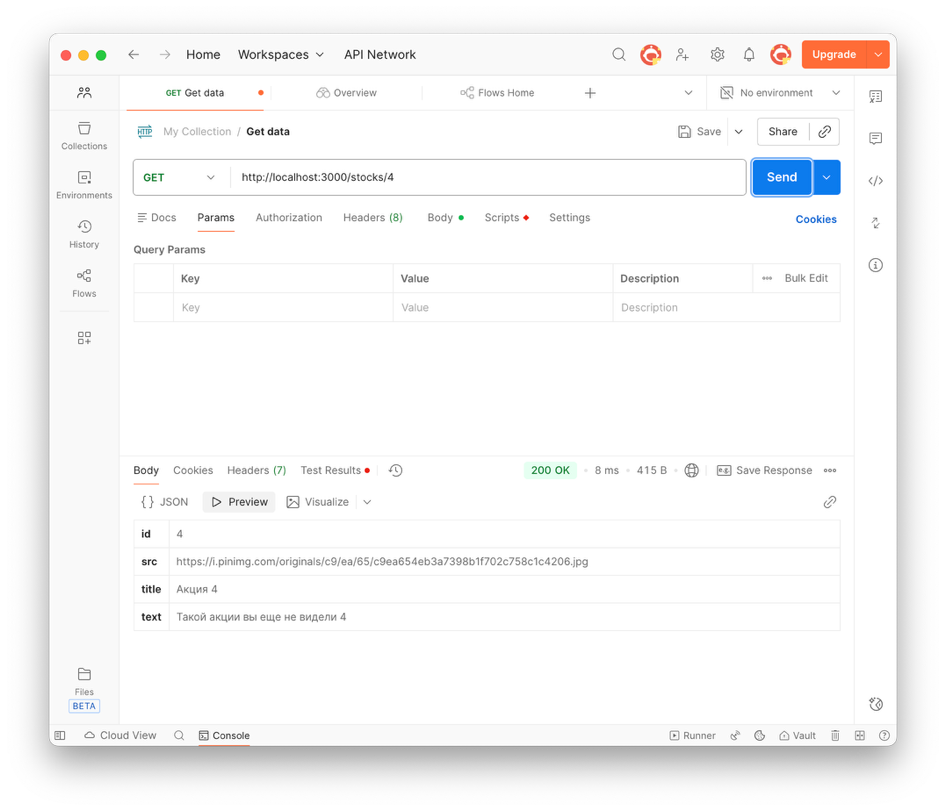 Home Workspaces API Network Upgrade
GET Get data Overview Flows Home No environment
HTTP My Collection / Get data Save Share
Collections
Environments
History
Flows
GET http://localhost:3000/stocks/4 Send
Docs Params Authorization Headers (8) Body Scripts Settings Cookies
Query Params
Key Value Description Bulk Edit
Key Value Description
Body Cookies Headers (7) Test Results 200 OK 8 ms 415 B Save Response
{ } JSON Preview Visualize
id 4
src https://i.pinimg.com/originals/c9/ea/65/c9ea654eb3a7398b1f702c758c1c4206.jpg
title Акция 4
text Такой акции вы еще не видели 4
Files
BETA
Cloud View Console Runner Vault